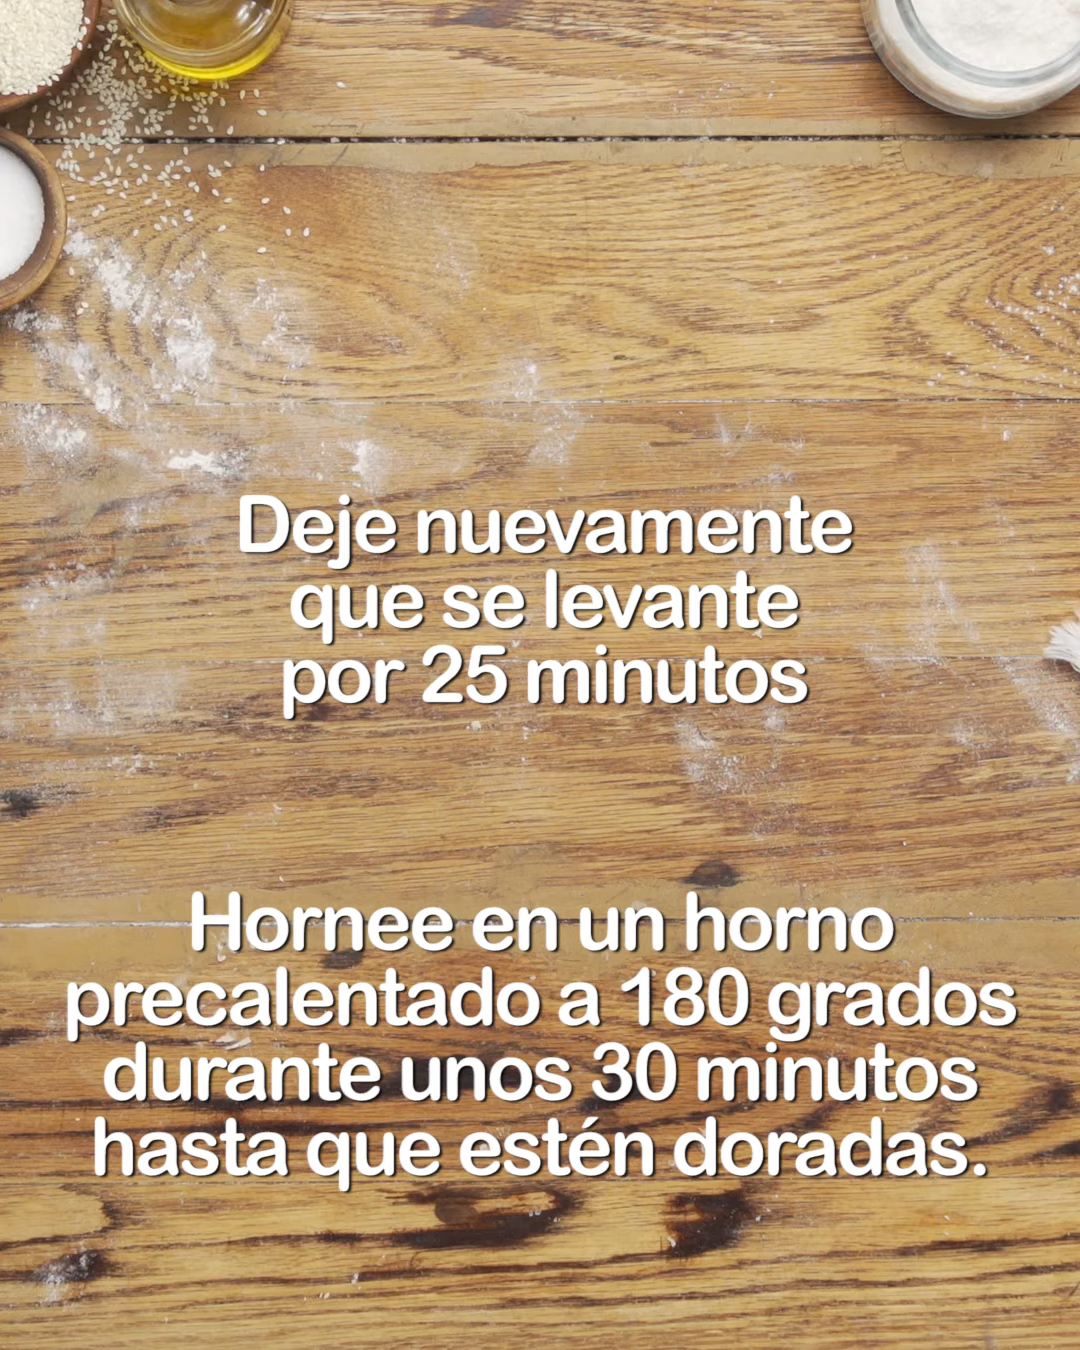 Deje nuevamente
que se levante
por 25 minutos
Hornee en un horno
precalentado a 180 grados
durante unos 30 minutos
hasta que estén doradas.